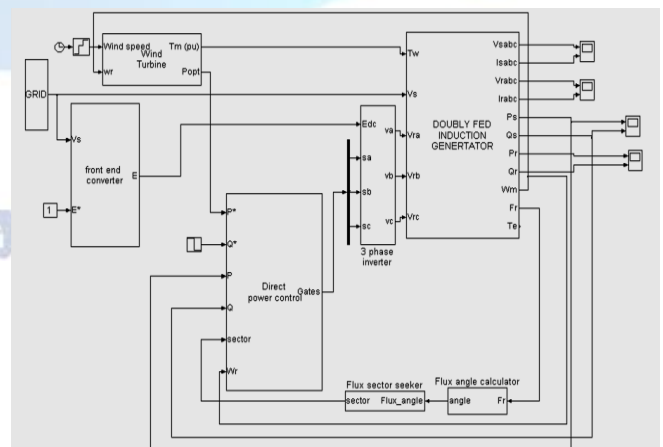 Wind speed
wr
Wind
Turbine
Tm (pu)
Popt
GRID
Vs
E*
front end
converter
E
1
P*
Q*
P
Q
sector
Wr
Direct
power control
Gates
Edc
sa
sb
sc
va
vb
vc
3 phase
inverter
Tw
Vs
Vra
Vrb
Vrc
DOUBLY FED
INDUCTION
GENERTATOR
Vsabc
Isabc
Vrabc
Irabc
Ps
Qs
Pr
Qr
Wm
Fr
Te
Flux sector seeker
sector
Flux_angle
Flux angle calculator
angle
Fr